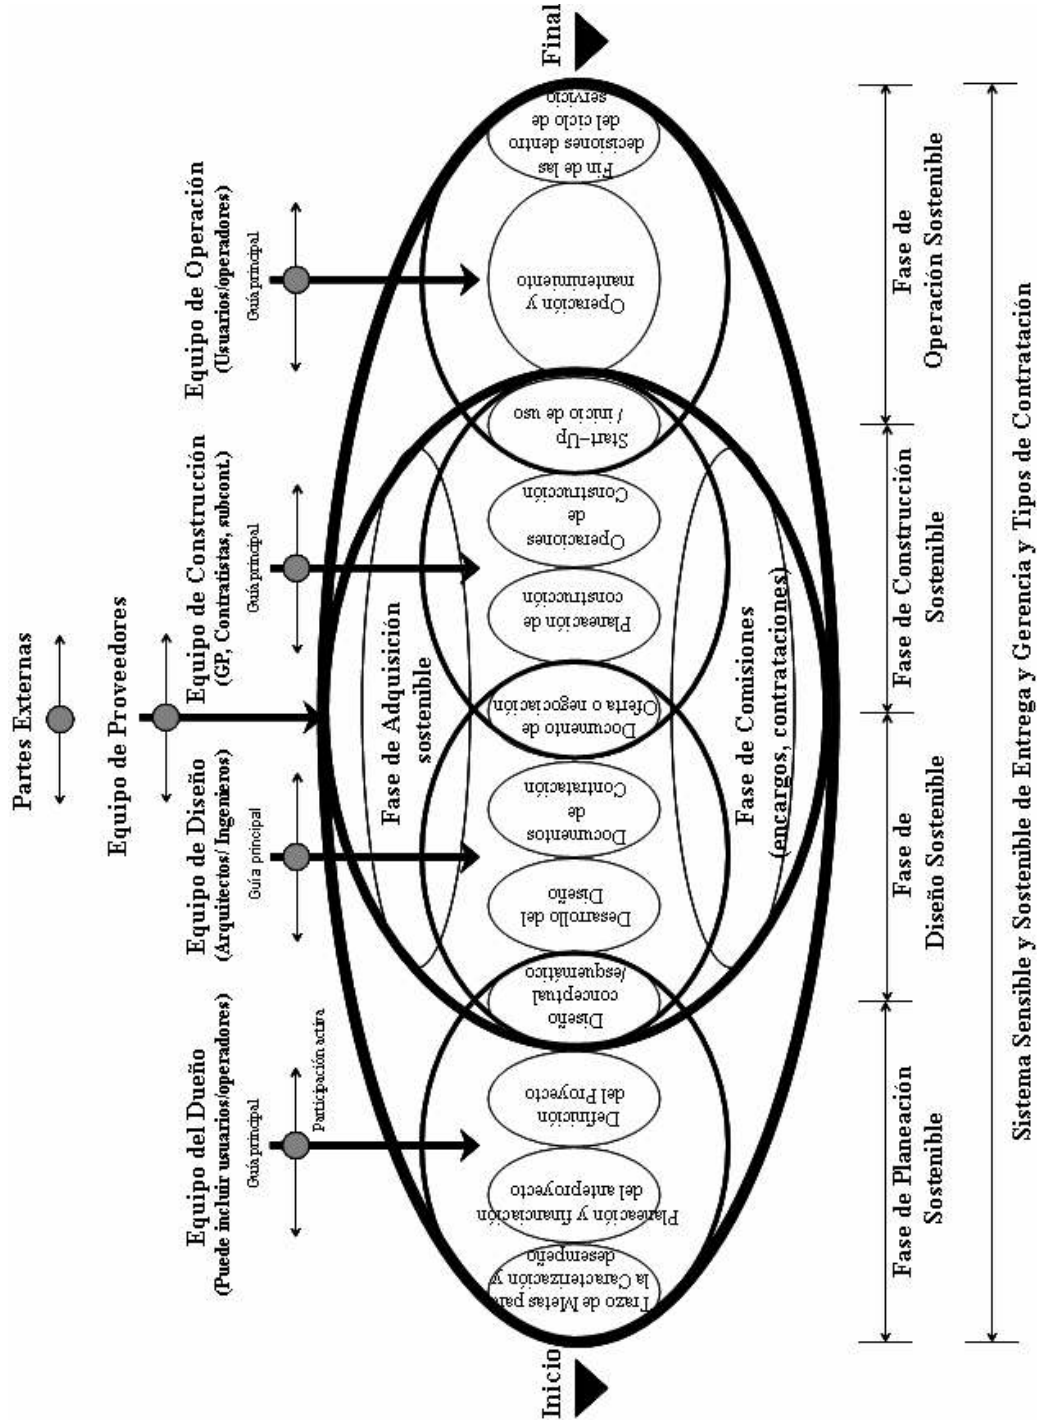 Partes Externas
Equipo de Proveedores
Equipo del Dueño
(Puede incluir usuarios/operadores)
Guía principal
Participación activa
Equipo de Diseño
(Arquitectos/ Ingenieros)
Guía principal
Equipo de Construcción
(GP, Contratistas, subcont.)
Guía principal
Equipo de Operación
(Usuarios/operadores)
Guía principal
Inicio
Final
Fase de Adquisición
sostenible
Trazo de Metas para
la Caracterización y
desempeño
Planeación y financiación
del anteproyecto
Definición
del Proyecto
Diseño
conceptual
/esquemático
Desarrollo del
Diseño
Documentos
de
Contratación
Documento de
Oferta o negociación
Planeación de
construcción
Operaciones
de
Construcción
Start-Up
/ inicio de uso
Operación y
mantenimiento
Fin de las
decisiones dentro
del ciclo de
servicio
Fase de Comisiones
(encargos, contrataciones)
Fase de Planeación
Sostenible
Fase de
Diseño Sostenible
Fase de Construcción
Sostenible
Fase de
Operación Sostenible
Sistema Sensible y Sostenible de Entrega y Gerencia y Tipos de Contratación